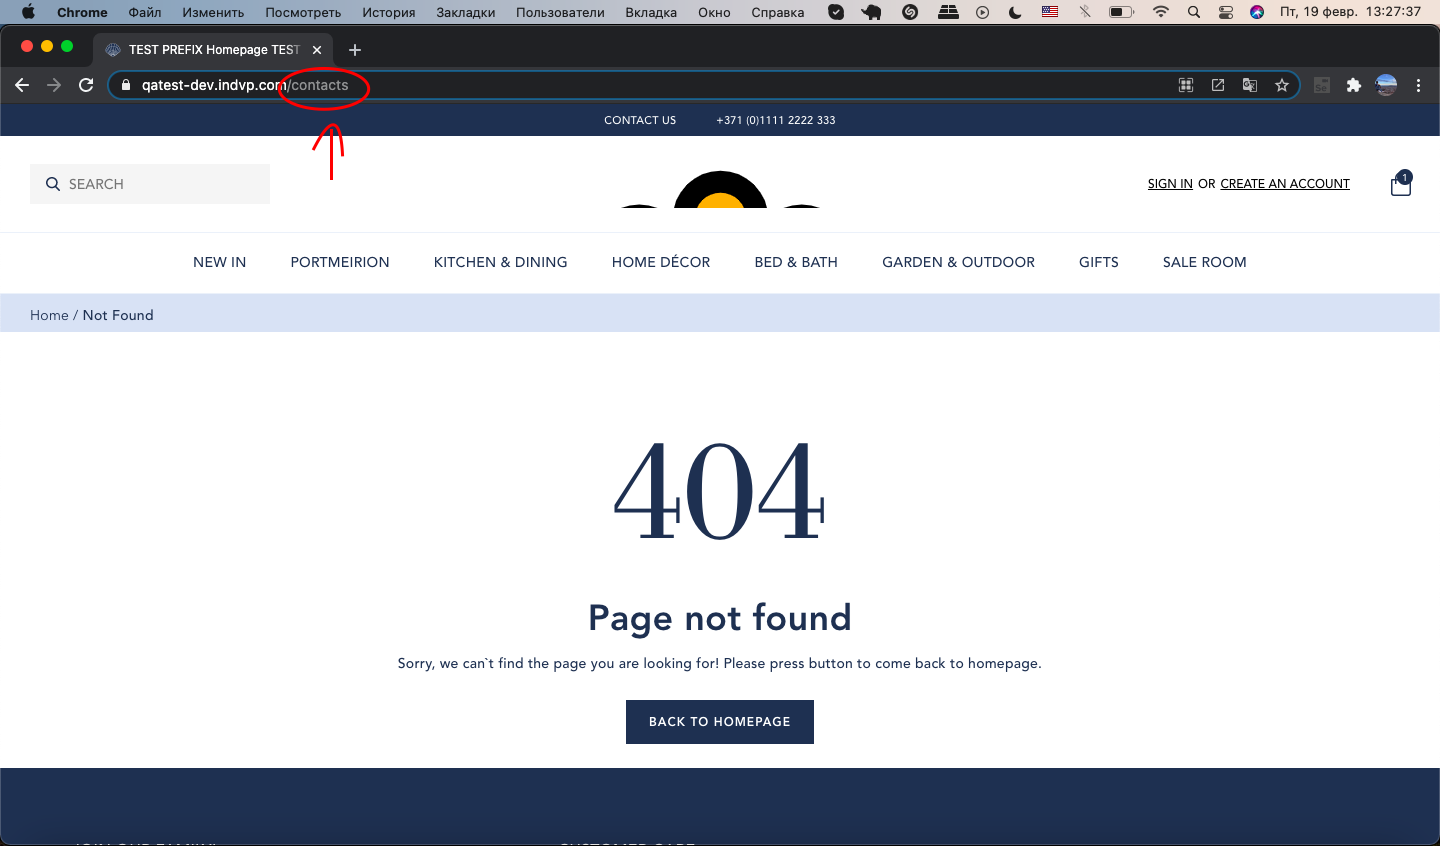 Chrome Файл Изменить Посмотреть История Закладки Пользователи Вкладка Окно Справка Пт, 19 февр. 13:27:37
TEST PREFIX Homepage TEST
qatest-dev.indvp.com/contacts
CONTACT US +371 (0)1111 2222 333
SEARCH
SIGN IN OR CREATE AN ACCOUNT
1
NEW IN PORTMEIRION KITCHEN & DINING HOME DÉCOR BED & BATH GARDEN & OUTDOOR GIFTS SALE ROOM
Home / Not Found
404
Page not found
Sorry, we can`t find the page you are looking for! Please press button to come back to homepage.
BACK TO HOMEPAGE